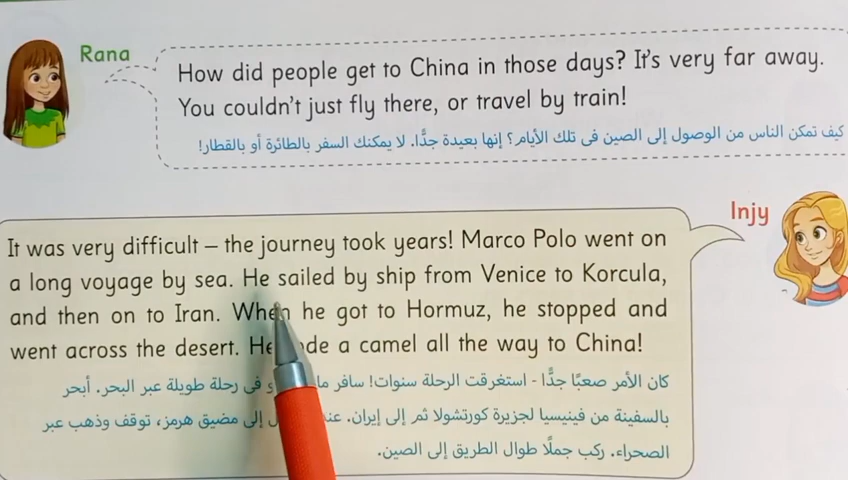 Rana
How did people get to China in those days? It's very far away.
You couldn't just fly there, or travel by train!
كيف تمكن الناس من الوصول إلى الصين فى تلك الأيام؟ إنها بعيدة جدًّا. لا يمكنك السفر بالطائرة أو بالقطار!
Injy
It was very difficult – the journey took years! Marco Polo went on
a long voyage by sea. He sailed by ship from Venice to Korcula,
and then on to Iran. When he got to Hormuz, he stopped and
went across the desert. He a camel all the way to China!
كان الأمر صعبًا جدًّا - استغرقت الرحلة سنوات! سافر فى رحلة طويلة عبر البحر. أبحر
بالسفينة من فينيسيا لجزيرة كورتشولا ثم إلى إيران. إلى مضيق هرمز، توقف وذهب عبر
الصحراء. ركب جملًا طوال الطريق إلى الصين.